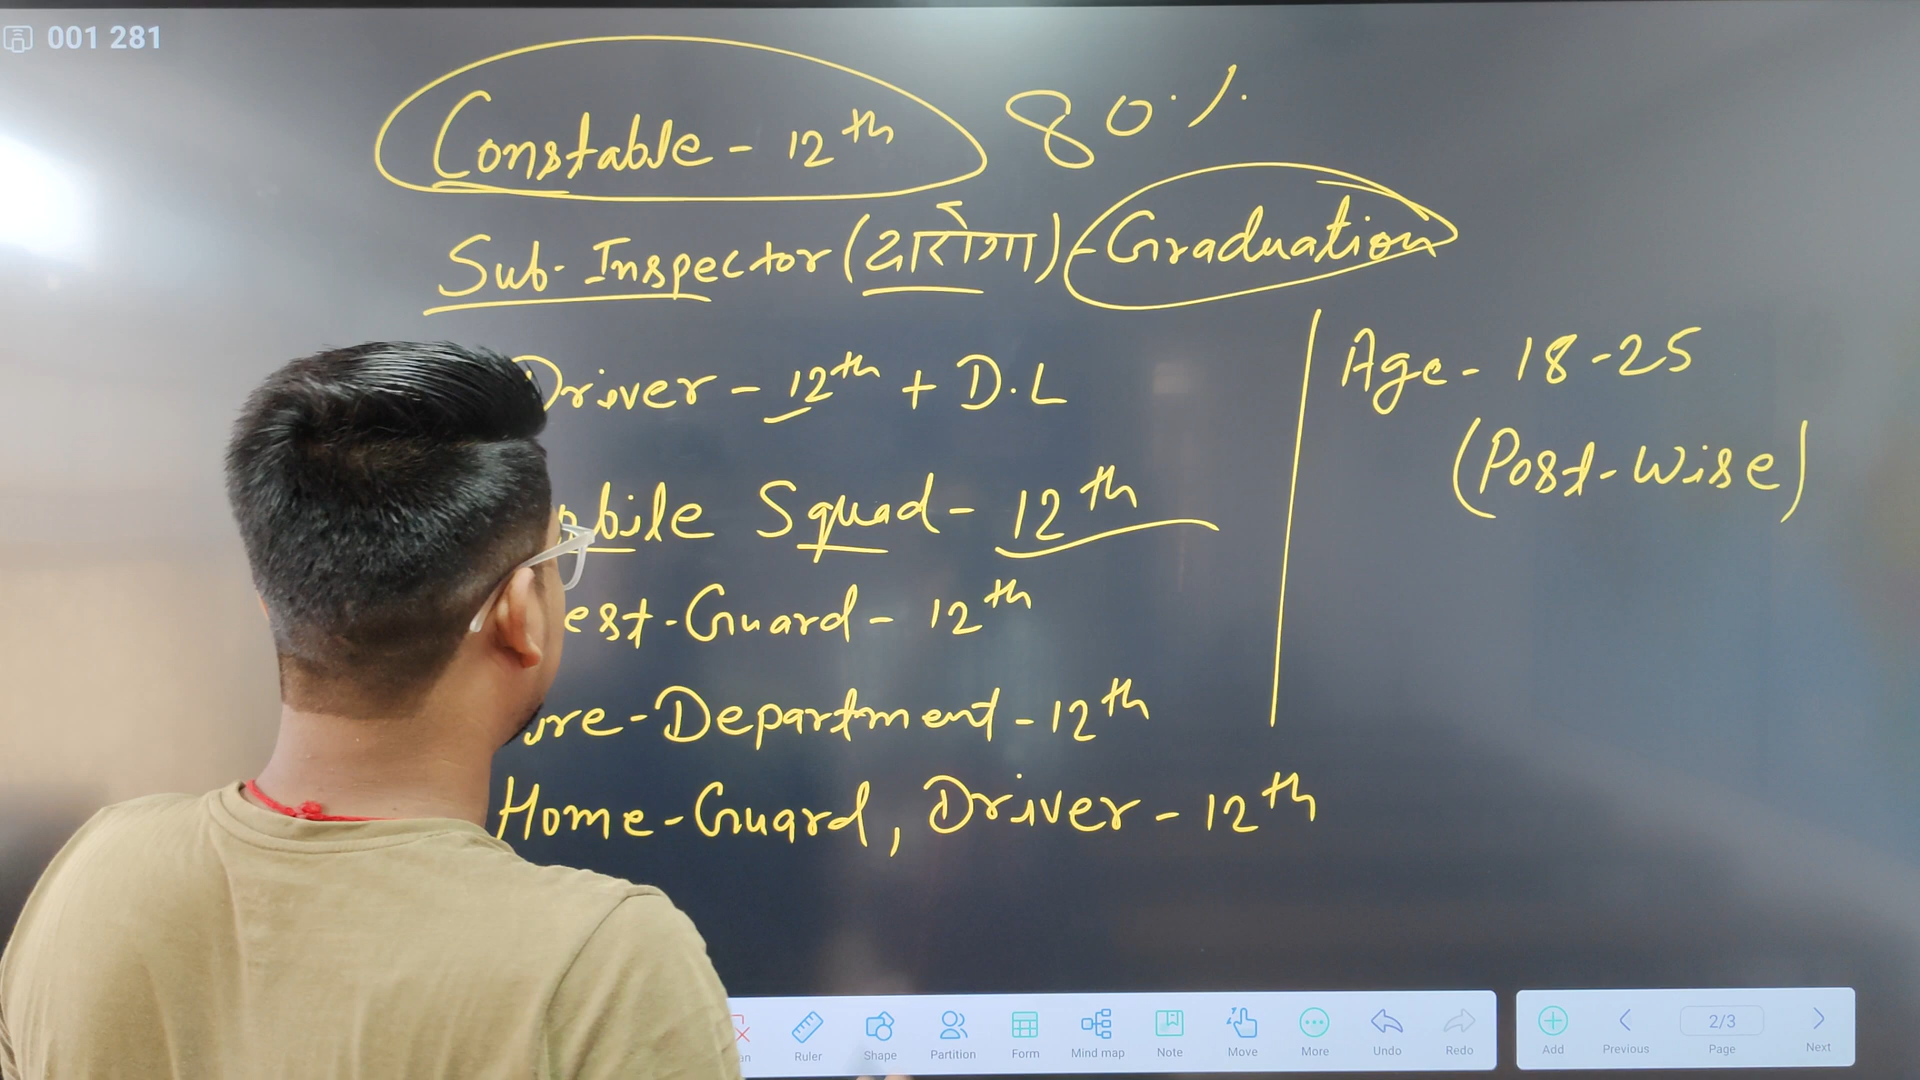 001 281
Constable - 12th 80%
Sub-Inspector (दारोगा) - Graduation
Driver - 12th + D.L
Age - 18-25
(Post-Wise)
Squad - 12th
Guard - 12th
Department - 12th
Home-Guard, Driver - 12th
Ruler Shape Partition Form Mind map Note Move More Undo Redo
Add Previous 2/3 Page Next